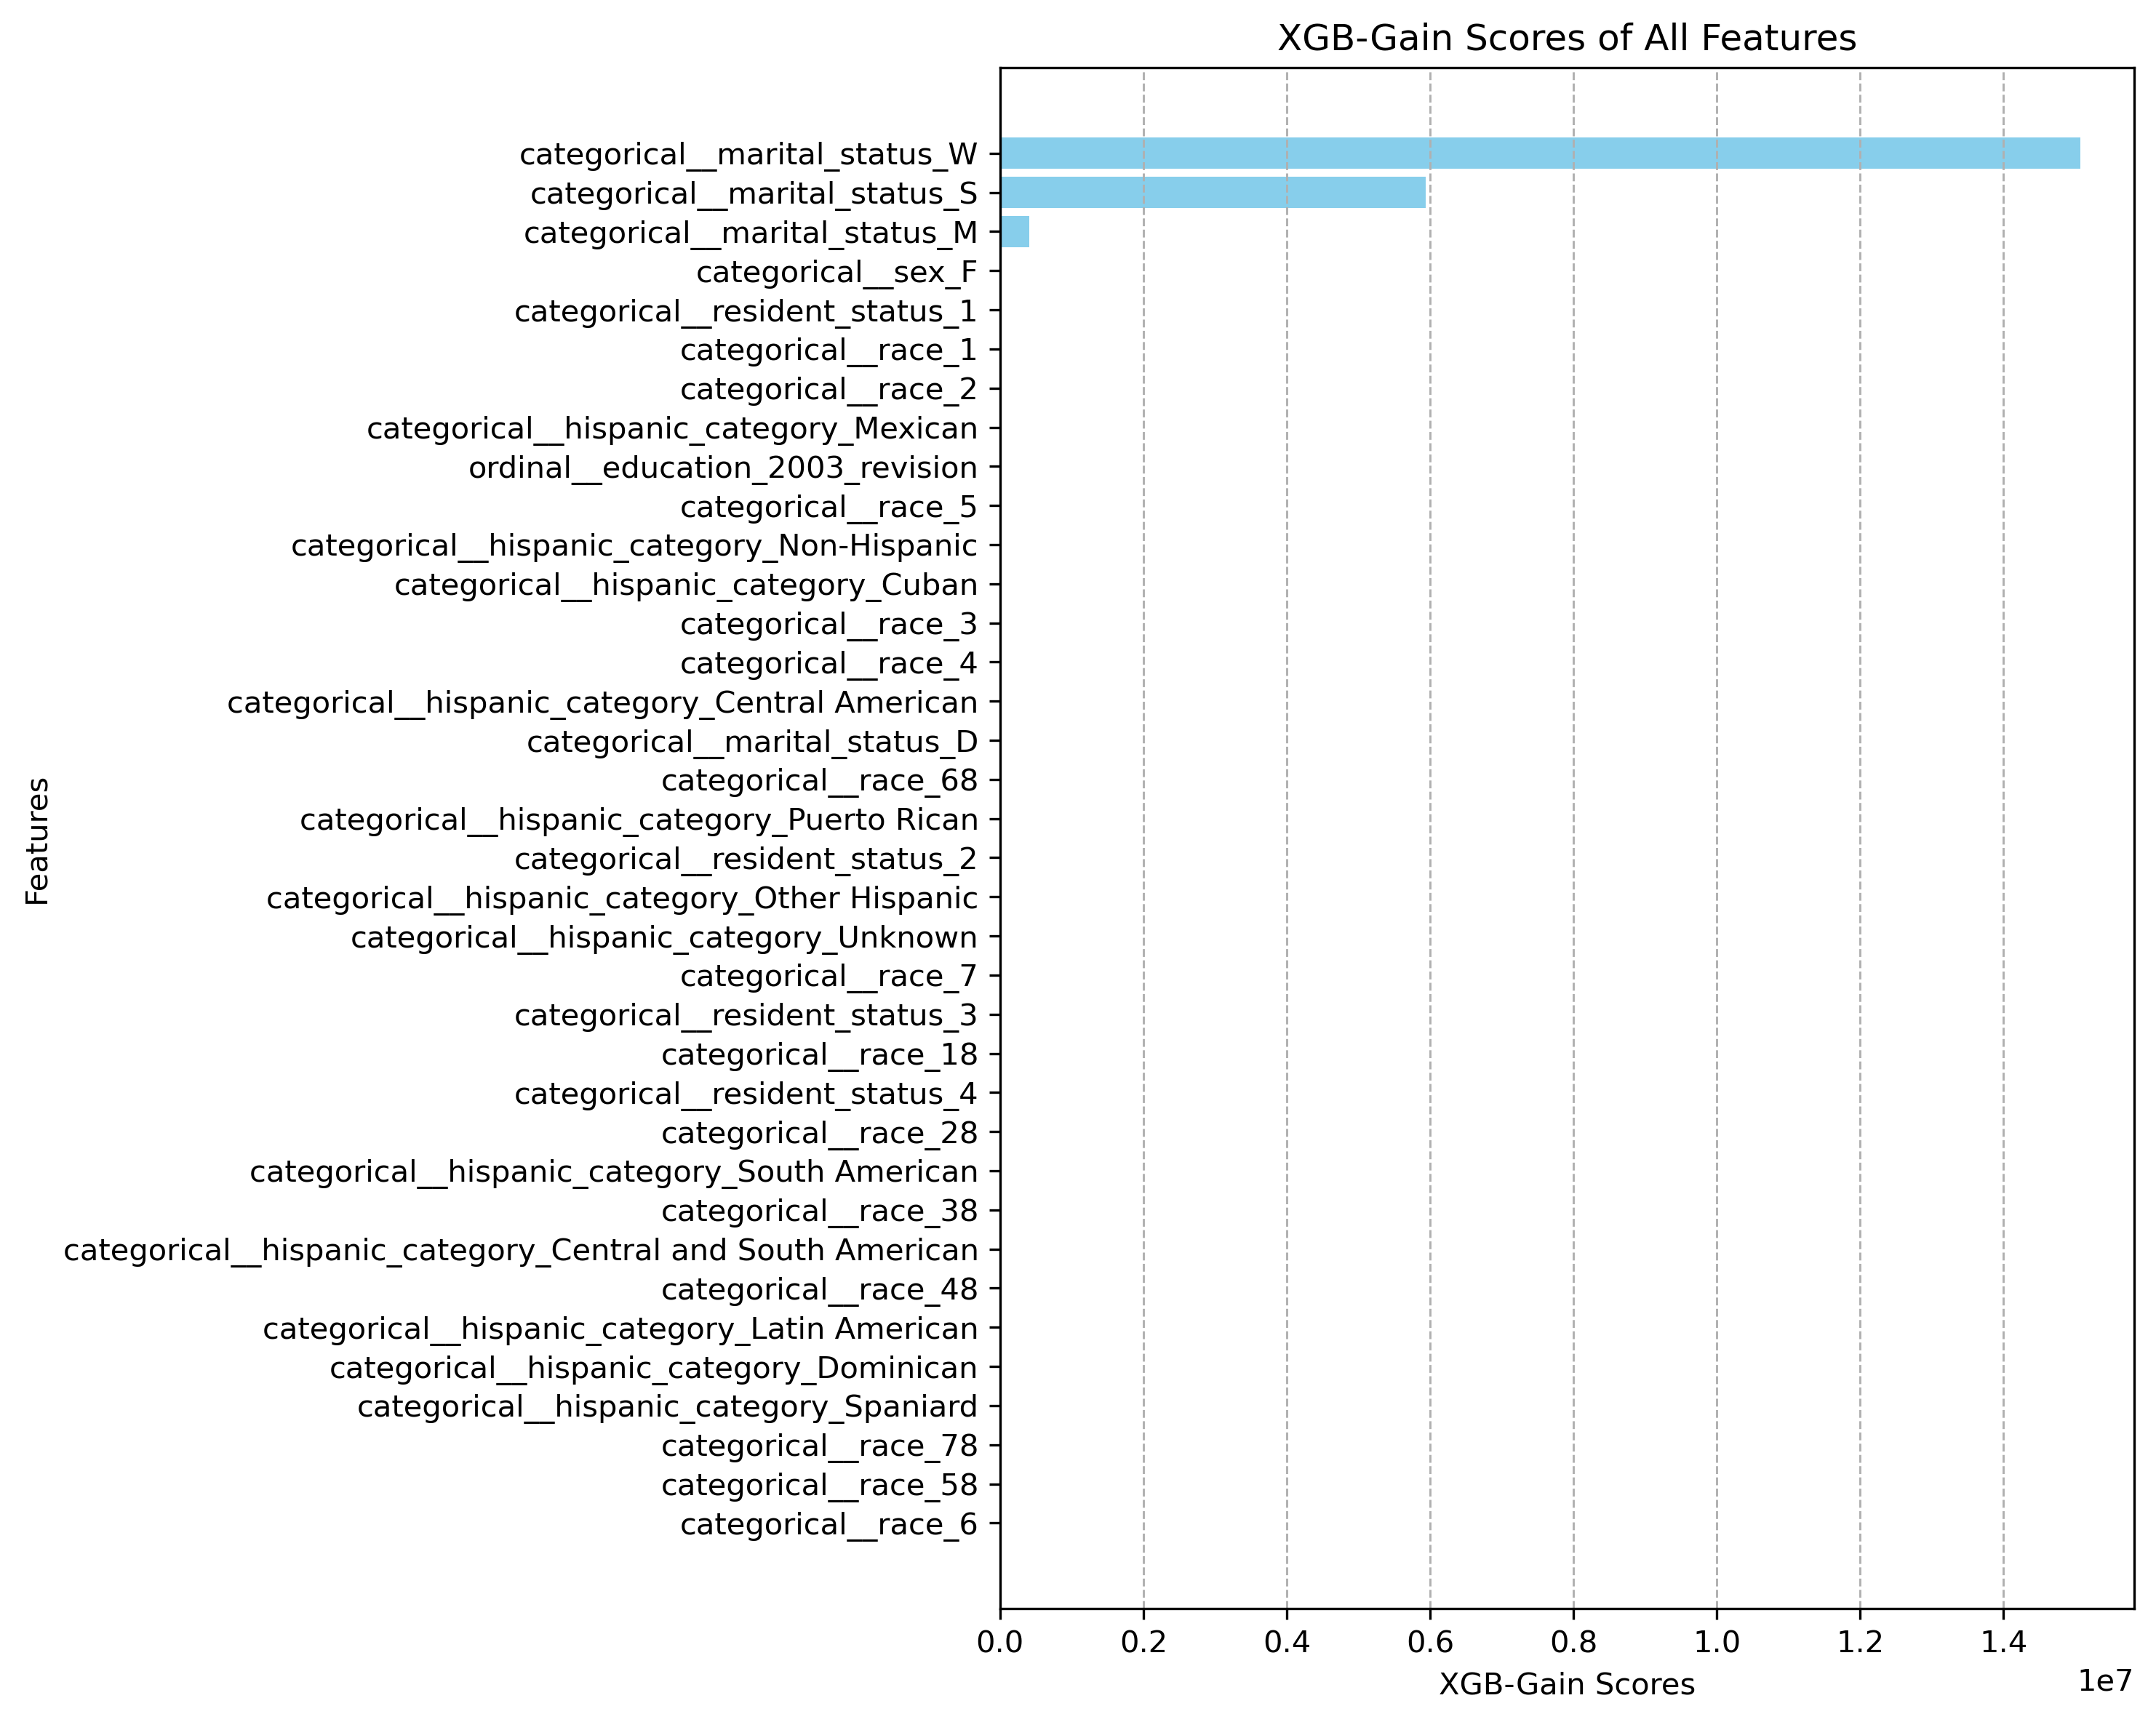 XGB-Gain Scores of All Features
categorical__marital_status_W
categorical__marital_status_S
categorical__marital_status_M
categorical__sex_F
categorical__resident_status_1
categorical__race_1
categorical__race_2
categorical__hispanic_category_Mexican
ordinal__education_2003_revision
categorical__race_5
categorical__hispanic_category_Non-Hispanic
categorical__hispanic_category_Cuban
categorical__race_3
categorical__race_4
categorical__hispanic_category_Central American
categorical__marital_status_D
categorical__race_68
categorical__hispanic_category_Puerto Rican
categorical__resident_status_2
categorical__hispanic_category_Other Hispanic
categorical__hispanic_category_Unknown
categorical__race_7
categorical__resident_status_3
categorical__race_18
categorical__resident_status_4
categorical__race_28
categorical__hispanic_category_South American
categorical__race_38
categorical__hispanic_category_Central and South American
categorical__race_48
categorical__hispanic_category_Latin American
categorical__hispanic_category_Dominican
categorical__hispanic_category_Spaniard
categorical__race_78
categorical__race_58
categorical__race_6
Features
0.0 0.2 0.4 0.6 0.8 1.0 1.2 1.4
1e7
XGB-Gain Scores